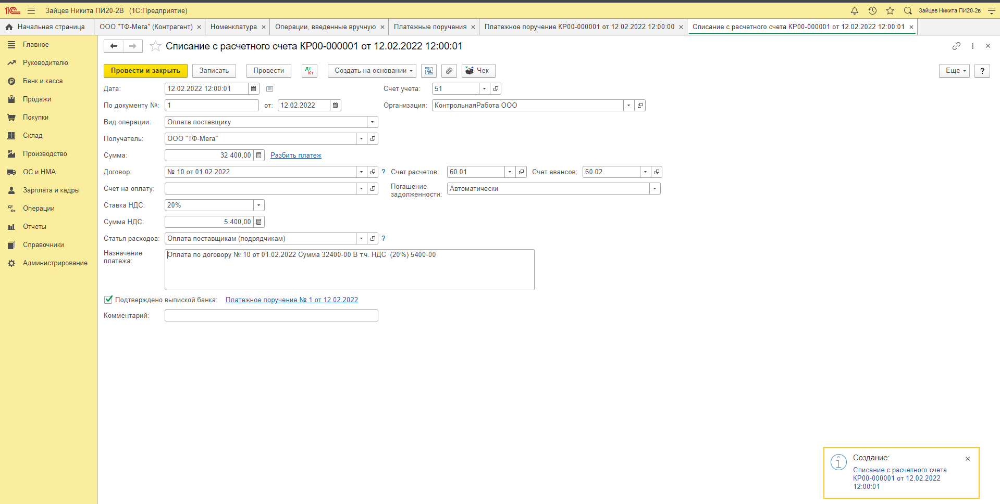 1С Зайцев Никита ПИ20-2В (1С:Предприятие) Зайцев Никита ПИ20-2в
Начальная страница ООО "ТФ-Мега" (Контрагент) × Номенклатура × Операции, введенные вручную × Платежные поручения × Платежное поручение КР00-000001 от 12.02.2022 12:00:00 × Списание с расчетного счета КР00-000001 от 12.02.2022 12:00:01 ×
Главное
Руководителю
Банк и касса
Продажи
Покупки
Склад
Производство
ОС и НМА
Зарплата и кадры
Дт Кт Операции
Отчеты
Справочники
Администрирование
Списание с расчетного счета КР00-000001 от 12.02.2022 12:00:01
Провести и закрыть Записать Провести Дт Кт Создать на основании Чек Еще ?
Дата: 12.02.2022 12:00:01 Счет учета: 51
По документу №: 1 от: 12.02.2022 Организация: КонтрольнаяРабота ООО
Вид операции: Оплата поставщику
Получатель: ООО "ТФ-Мега"
Сумма: 32 400,00 Разбить платеж
Договор: № 10 от 01.02.2022 ? Счет расчетов: 60.01 Счет авансов: 60.02
Счет на оплату: Погашение задолженности: Автоматически
Ставка НДС: 20%
Сумма НДС: 5 400,00
Статья расходов: Оплата поставщикам (подрядчикам) ?
Назначение
платежа:
Оплата по договору № 10 от 01.02.2022 Сумма 32400-00 В т.ч. НДС  (20%) 5400-00
Подтверждено выпиской банка: Платежное поручение № 1 от 12.02.2022
Комментарий:
Создание:
Списание с расчетного счета
КР00-000001 от 12.02.2022
12:00:01